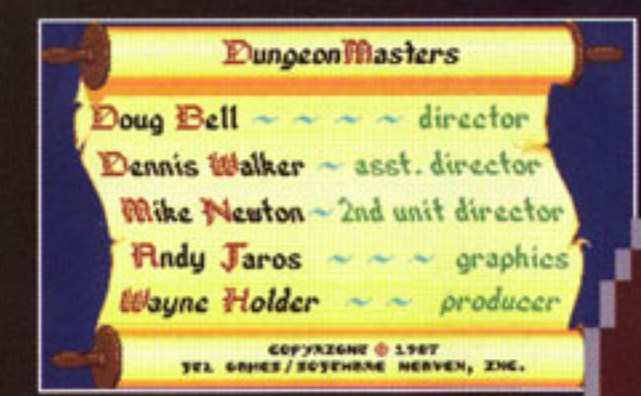 DungeonMasters
Doug Bell ~ ~ ~ ~ director
Dennis Walker ~ asst. director
Mike Newton ~ 2nd unit director
Andy Jaros ~ ~ ~ graphics
Wayne Holder ~ ~ producer
COPYRIGHT © 1987
FTL GAMES/SOFTWARE HEAVEN, INC.